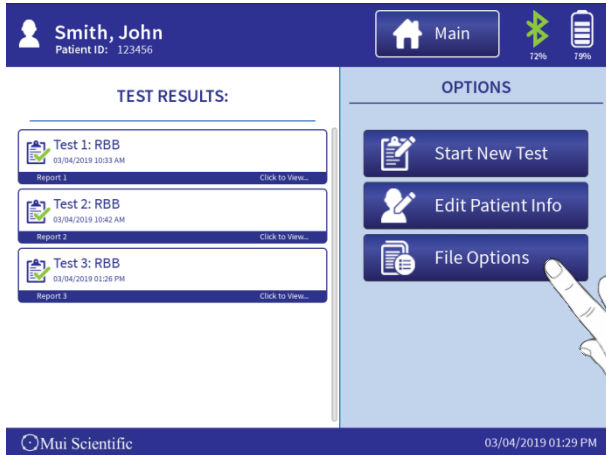 Smith, John
Patient ID: 123456
Main
72%
79%
TEST RESULTS:
Test 1: RBB
03/04/2019 10:33 AM
Report 1 Click to View...
Test 2: RBB
03/04/2019 10:42 AM
Report 2 Click to View...
Test 3: RBB
03/04/2019 01:26 PM
Report 3 Click to View...
OPTIONS
Start New Test
Edit Patient Info
File Options
Mui Scientific
03/04/2019 01:29 PM